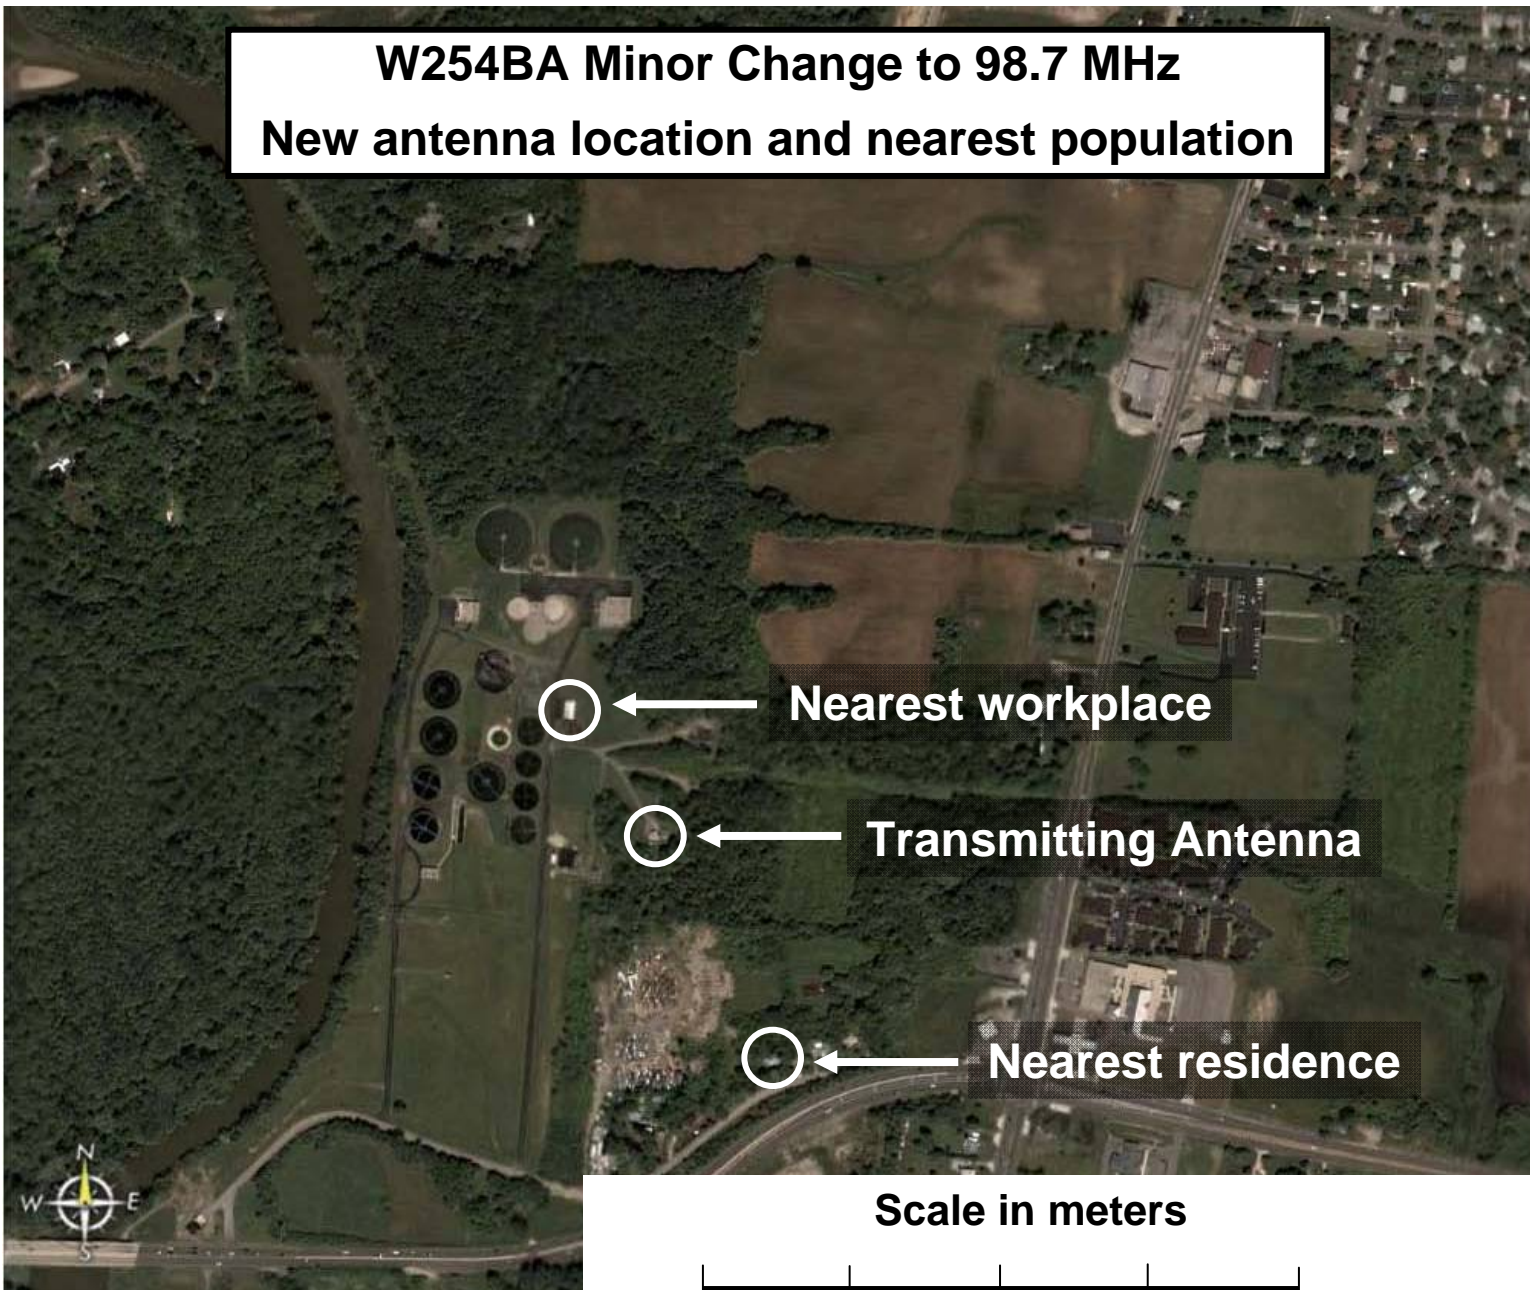 W254BA Minor Change to 98.7 MHz
New antenna location and nearest population
Nearest workplace
Transmitting Antenna
Nearest residence
N
W E
S
Scale in meters